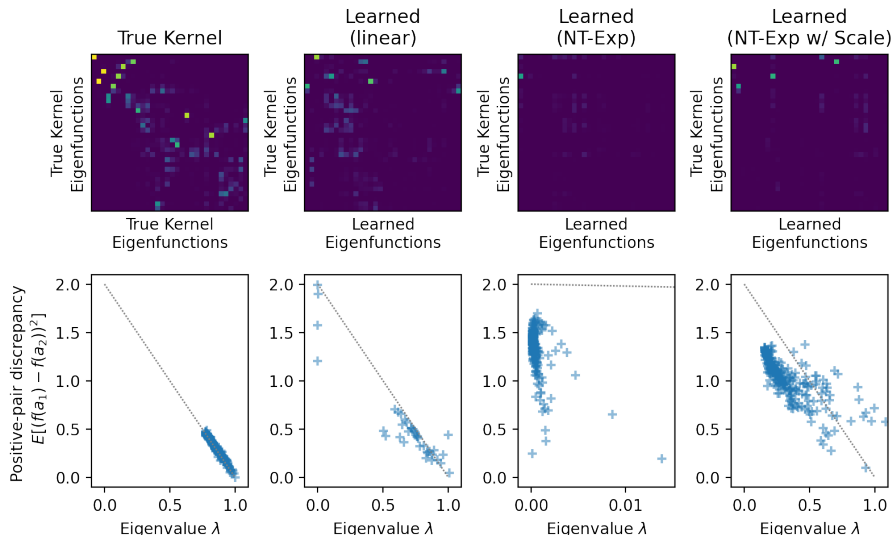 True Kernel
Learned
(linear)
Learned
(NT-Exp)
Learned
(NT-Exp w/ Scale)
True Kernel
Eigenfunctions
True Kernel
Eigenfunctions
True Kernel
Eigenfunctions
True Kernel
Eigenfunctions
True Kernel
Eigenfunctions
Learned
Eigenfunctions
Learned
Eigenfunctions
Learned
Eigenfunctions
Positive-pair discrepancy
E[(f(a₁) − f(a₂))²]
2.0
1.5
1.0
0.5
0.0
0.0 0.5 1.0
Eigenvalue λ
2.0
1.5
1.0
0.5
0.0
0.0 0.5 1.0
Eigenvalue λ
2.0
1.5
1.0
0.5
0.0
0.00 0.01
Eigenvalue λ
2.0
1.5
1.0
0.5
0.0
0.0 0.5 1.0
Eigenvalue λ